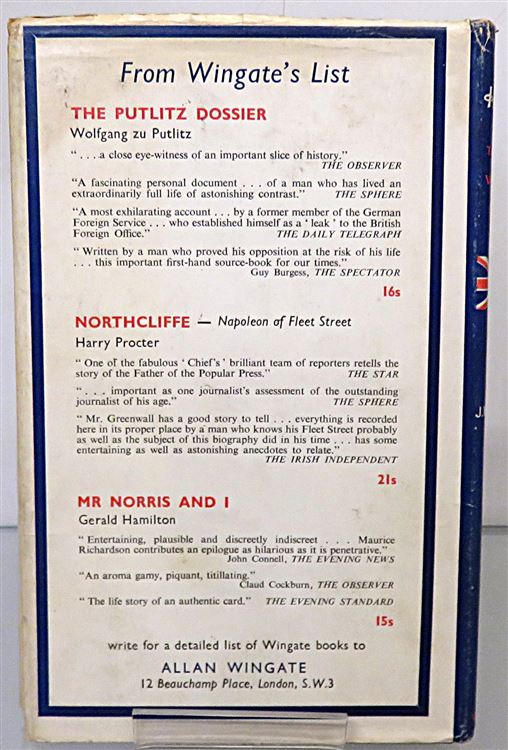 From Wingate's List
THE PUTLITZ DOSSIER
Wolfgang zu Putlitz
". . . a close eye-witness of an important slice of history."
THE OBSERVER
"A fascinating personal document . . . of a man who has lived an
extraordinarily full life of astonishing contrast." THE SPHERE
"A most exhilarating account . . . by a former member of the German
Foreign Service . . . who established himself as a ' leak ' to the British
Foreign Office." THE DAILY TELEGRAPH
" Written by a man who proved his opposition at the risk of his life
. . . this important first-hand source-book for our times."
Guy Burgess, THE SPECTATOR
16s
NORTHCLIFFE — Napoleon of Fleet Street
Harry Procter
" One of the fabulous ' Chief's ' brilliant team of reporters retells the
story of the Father of the Popular Press." THE STAR
" . . . important as one journalist's assessment of the outstanding
journalist of his age." THE SPHERE
" Mr. Greenwall has a good story to tell . . . everything is recorded
here in its proper place by a man who knows his Fleet Street probably
as well as the subject of this biography did in his time . . . has some
entertaining as well as astonishing anecdotes to relate."
THE IRISH INDEPENDENT
21s
MR NORRIS AND I
Gerald Hamilton
" Entertaining, plausible and discreetly indiscreet . . . Maurice
Richardson contributes an epilogue as hilarious as it is penetrative."
John Connell, THE EVENING NEWS
"An aroma gamy, piquant, titillating."
Claud Cockburn, THE OBSERVER
" The life story of an authentic card." THE EVENING STANDARD
15s
write for a detailed list of Wingate books to
ALLAN WINGATE
12 Beauchamp Place, London, S.W.3